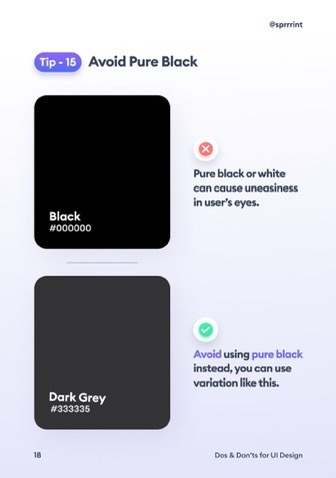 @sprrrint
Tip - 15 Avoid Pure Black
Black
#000000
Pure black or white
can cause uneasiness
in user's eyes.
Dark Grey
#333335
Avoid using pure black
instead, you can use
variation like this.
18
Dos & Don'ts for UI Design